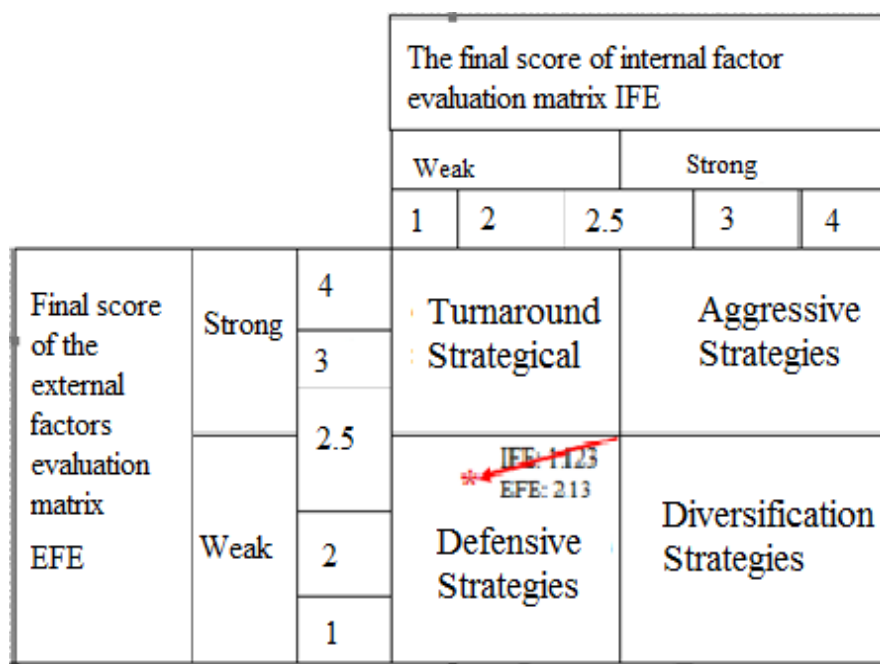 The final score of internal factor
evaluation matrix IFE
Weak
Strong
1
2
2.5
3
4
Final score
of the
external
factors
evaluation
matrix
EFE
Strong
Weak
4
3
2.5
2
1
Turnaround
Strategical
Aggressive
Strategies
* IFE: 1.123
EFE: 213
Defensive
Strategies
Diversification
Strategies